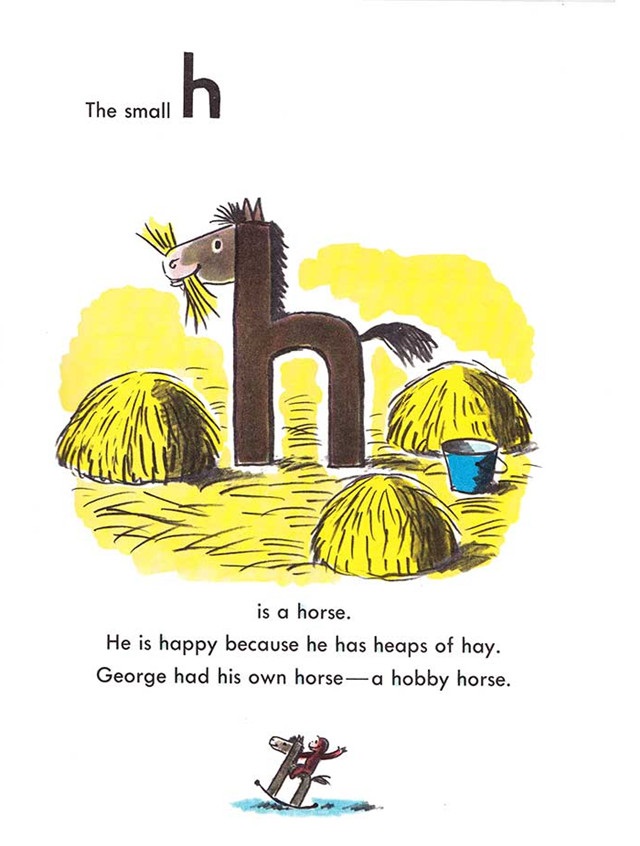 The small h
is a horse.
He is happy because he has heaps of hay.
George had his own horse—a hobby horse.